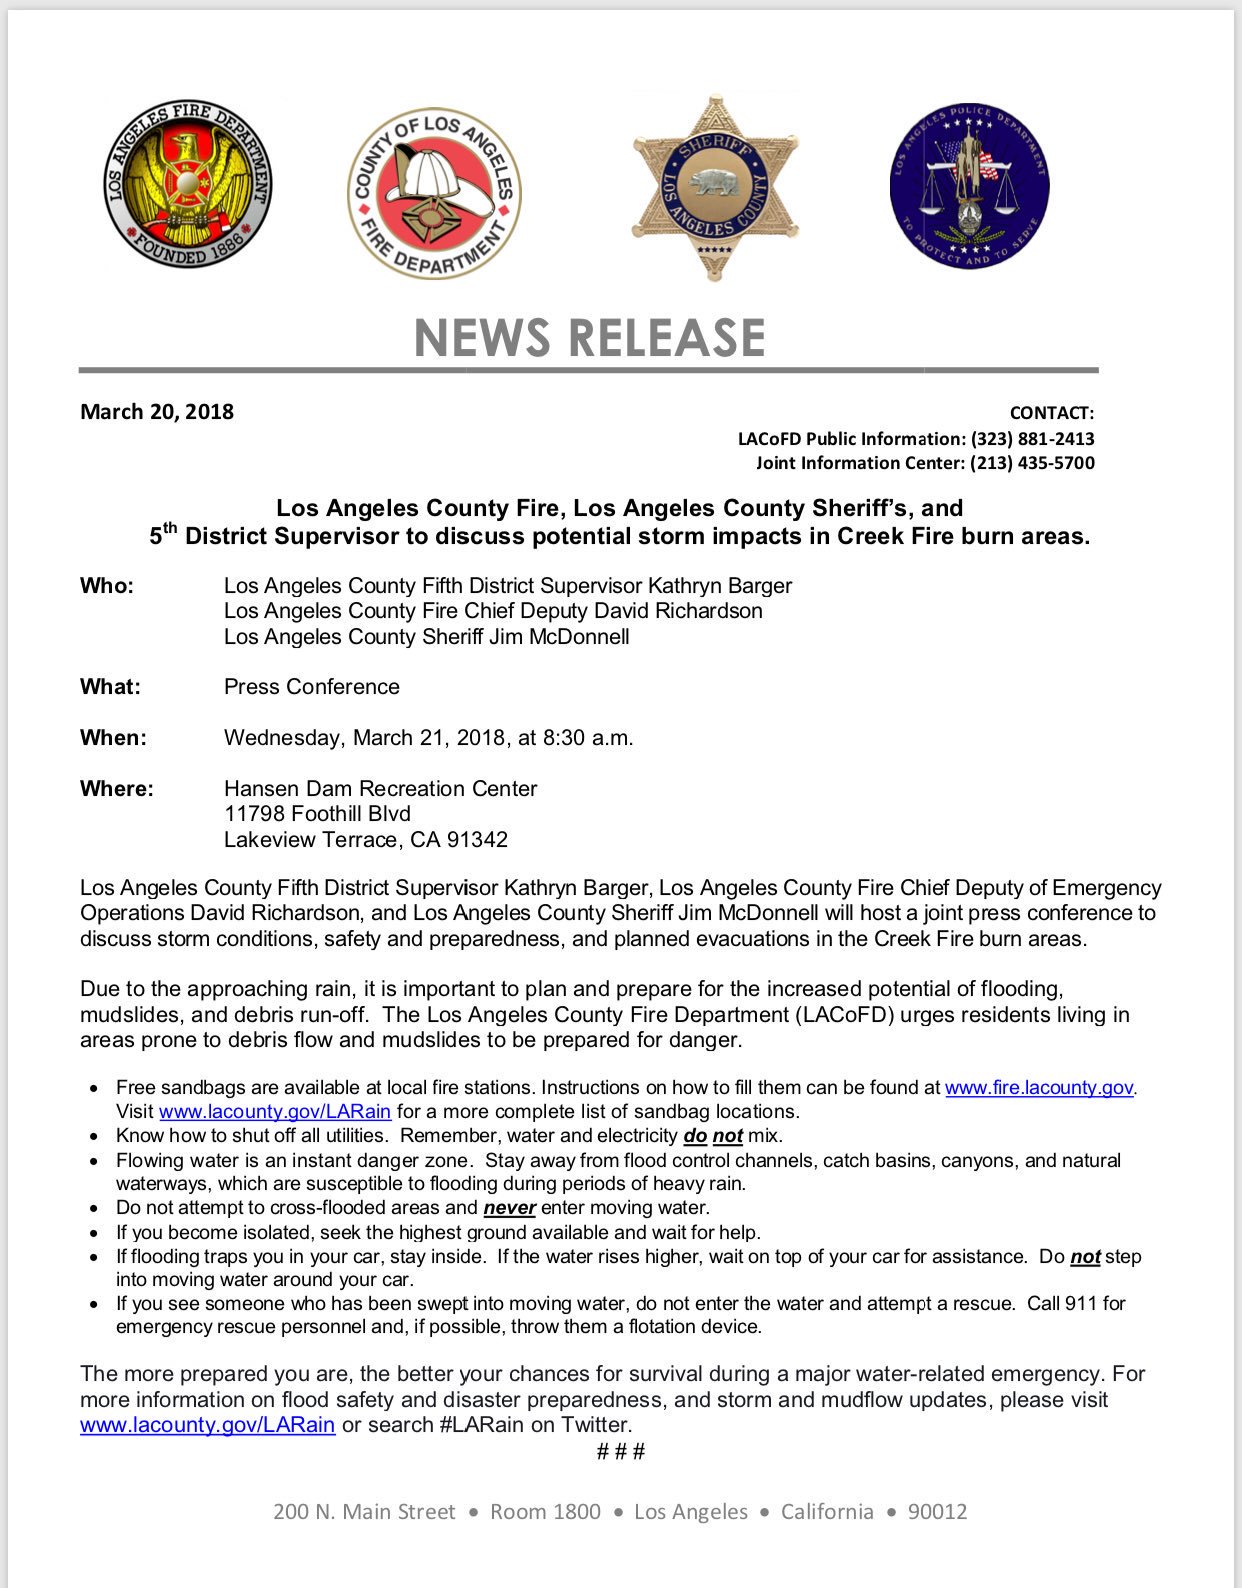 LOS ANGELES FIRE DEPARTMENT
FOUNDED 1886
COUNTY OF LOS ANGELES
FIRE DEPARTMENT
SHERIFF
LOS ANGELES COUNTY
LOS ANGELES POLICE DEPARTMENT
TO PROTECT AND TO SERVE
NEWS RELEASE
March 20, 2018
CONTACT:
LACoFD Public Information: (323) 881-2413
Joint Information Center: (213) 435-5700
Los Angeles County Fire, Los Angeles County Sheriff’s, and
5th District Supervisor to discuss potential storm impacts in Creek Fire burn areas.
Who: Los Angeles County Fifth District Supervisor Kathryn Barger
Los Angeles County Fire Chief Deputy David Richardson
Los Angeles County Sheriff Jim McDonnell
What: Press Conference
When: Wednesday, March 21, 2018, at 8:30 a.m.
Where: Hansen Dam Recreation Center
11798 Foothill Blvd
Lakeview Terrace, CA 91342
Los Angeles County Fifth District Supervisor Kathryn Barger, Los Angeles County Fire Chief Deputy of Emergency
Operations David Richardson, and Los Angeles County Sheriff Jim McDonnell will host a joint press conference to
discuss storm conditions, safety and preparedness, and planned evacuations in the Creek Fire burn areas.
Due to the approaching rain, it is important to plan and prepare for the increased potential of flooding,
mudslides, and debris run-off.  The Los Angeles County Fire Department (LACoFD) urges residents living in
areas prone to debris flow and mudslides to be prepared for danger.
• Free sandbags are available at local fire stations. Instructions on how to fill them can be found at www.fire.lacounty.gov.
Visit www.lacounty.gov/LARain for a more complete list of sandbag locations.
• Know how to shut off all utilities.  Remember, water and electricity do not mix.
• Flowing water is an instant danger zone.  Stay away from flood control channels, catch basins, canyons, and natural
waterways, which are susceptible to flooding during periods of heavy rain.
• Do not attempt to cross-flooded areas and never enter moving water.
• If you become isolated, seek the highest ground available and wait for help.
• If flooding traps you in your car, stay inside.  If the water rises higher, wait on top of your car for assistance.  Do not step
into moving water around your car.
• If you see someone who has been swept into moving water, do not enter the water and attempt a rescue.  Call 911 for
emergency rescue personnel and, if possible, throw them a flotation device.
The more prepared you are, the better your chances for survival during a major water-related emergency. For
more information on flood safety and disaster preparedness, and storm and mudflow updates, please visit
www.lacounty.gov/LARain or search #LARain on Twitter.
# # #
200 N. Main Street • Room 1800 • Los Angeles • California • 90012